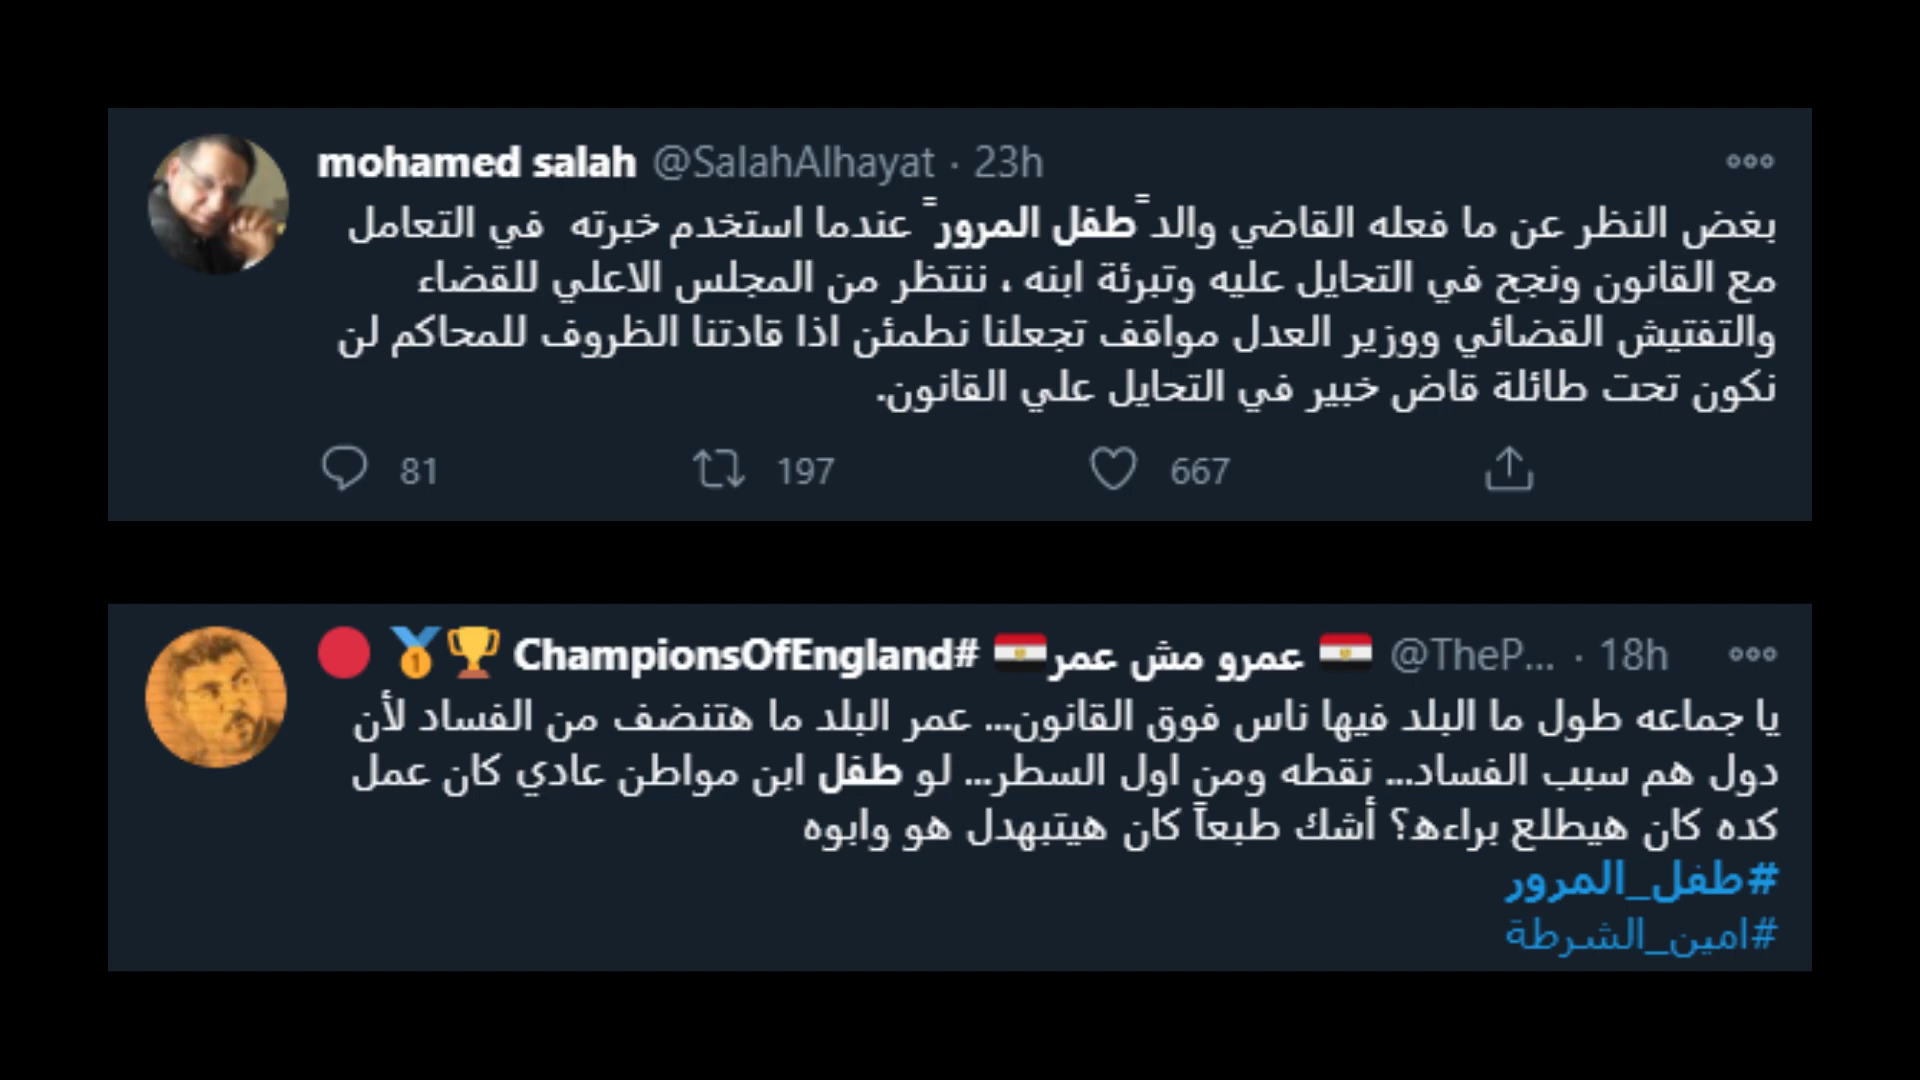 mohamed salah @SalahAlhayat · 23h
بغض النظر عن ما فعله القاضي والد "طفل المرور" عندما استخدم خبرته في التعامل
مع القانون ونجح في التحايل عليه وتبرئة ابنه ، ننتظر من المجلس الاعلي للقضاء
والتفتيش القضائي ووزير العدل مواقف تجعلنا نطمئن اذا قادتنا الظروف للمحاكم لن
نكون تحت طائلة قاض خبير في التحايل علي القانون.
81 197 667
🔴 🥇🏆 ChampionsOfEngland# 🇪🇬عمرو مش عمر 🇪🇬 @TheP... · 18h
يا جماعه طول ما البلد فيها ناس فوق القانون... عمر البلد ما هتنضف من الفساد لأن
دول هم سبب الفساد... نقطه ومن اول السطر... لو طفل ابن مواطن عادي كان عمل
كده كان هيطلع براءه؟ أشك طبعاً كان هيتبهدل هو وابوه
#طفل_المرور
#امين_الشرطة